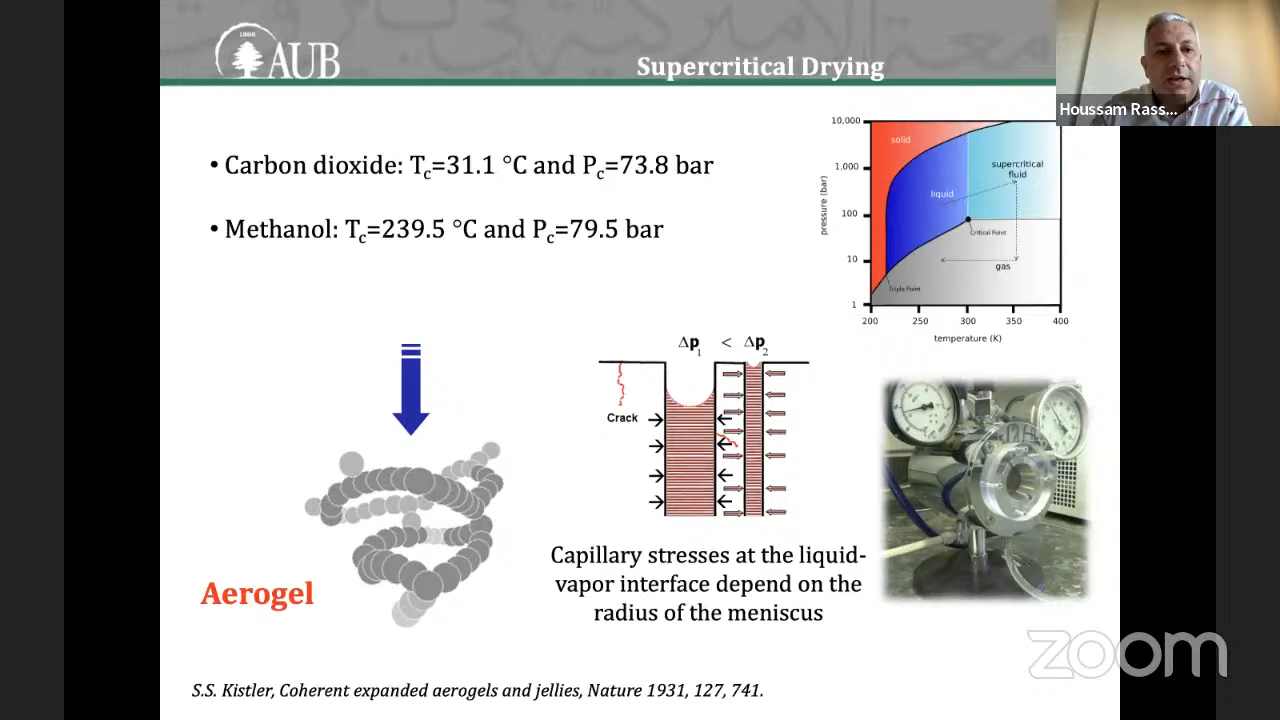 1866
AUB
Supercritical Drying
Houssam Rass...
• Carbon dioxide: Tc=31.1 °C and Pc=73.8 bar
• Methanol: Tc=239.5 °C and Pc=79.5 bar
10,000
1,000
100
10
1
pressure (bar)
solid
liquid
supercritical
fluid
Critical Point
gas
Triple Point
200
250
300
350
400
temperature (K)
Δp1 < Δp2
Crack
Capillary stresses at the liquid-
vapor interface depend on the
radius of the meniscus
Aerogel
zoom
S.S. Kistler, Coherent expanded aerogels and jellies, Nature 1931, 127, 741.